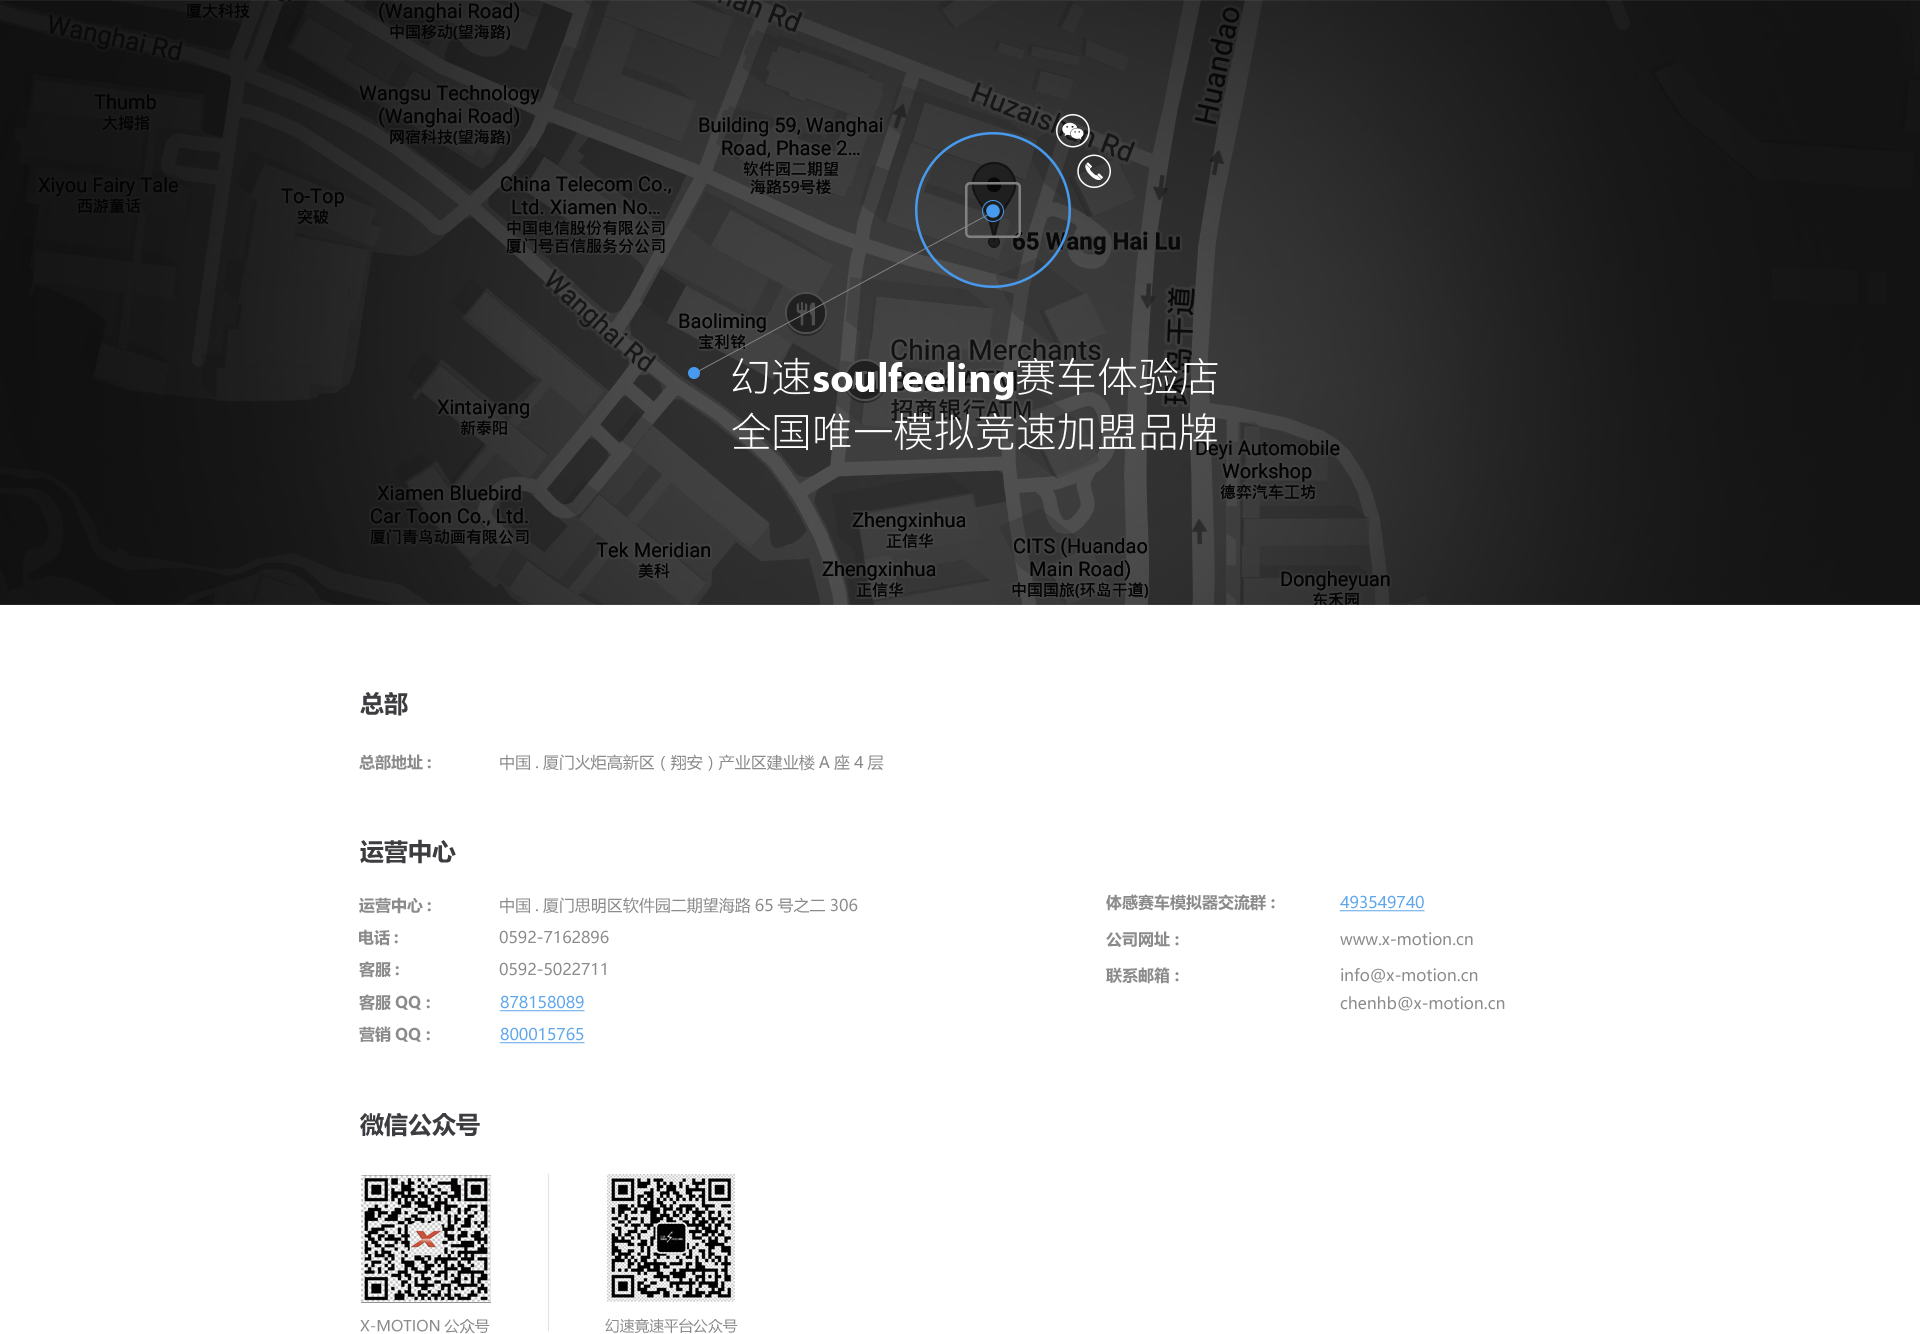 厦大科技
(Wanghai Road)
中国移动(望海路)
Wanghai Rd
Huandao
Thumb
大拇指
Wangsu Technology
(Wanghai Road)
网宿科技(望海路)
Huzaishan Rd
Building 59, Wanghai
Road, Phase 2...
软件园二期望
海路59号楼
Xiyou Fairy Tale
西游童话
To-Top
突破
China Telecom Co.,
Ltd. Xiamen No...
中国电信股份有限公司
厦门号百信服务分公司
65 Wang Hai Lu
Wanghai Rd
环岛干道
Baoliming
宝利铭
China Merchants
招商银行ATM
幻速soulfeeling赛车体验店
全国唯一模拟竞速加盟品牌
Xintaiyang
新泰阳
Deyi Automobile
Workshop
德弈汽车工坊
Xiamen Bluebird
Car Toon Co., Ltd.
厦门青鸟动画有限公司
Zhengxinhua
正信华
Tek Meridian
美科
Zhengxinhua
正信华
CITS (Huandao
Main Road)
中国国旅(环岛干道)
Dongheyuan
东禾园
总部
总部地址 :
中国 . 厦门火炬高新区 ( 翔安 ) 产业区建业楼 A 座 4 层
运营中心
运营中心 :
中国 . 厦门思明区软件园二期望海路 65 号之二 306
电话 :
0592-7162896
客服 :
0592-5022711
客服 QQ :
878158089
营销 QQ :
800015765
体感赛车模拟器交流群 :
493549740
公司网址 :
www.x-motion.cn
联系邮箱 :
info@x-motion.cn
chenhb@x-motion.cn
微信公众号
X-MOTION 公众号
幻速竟速平台公众号